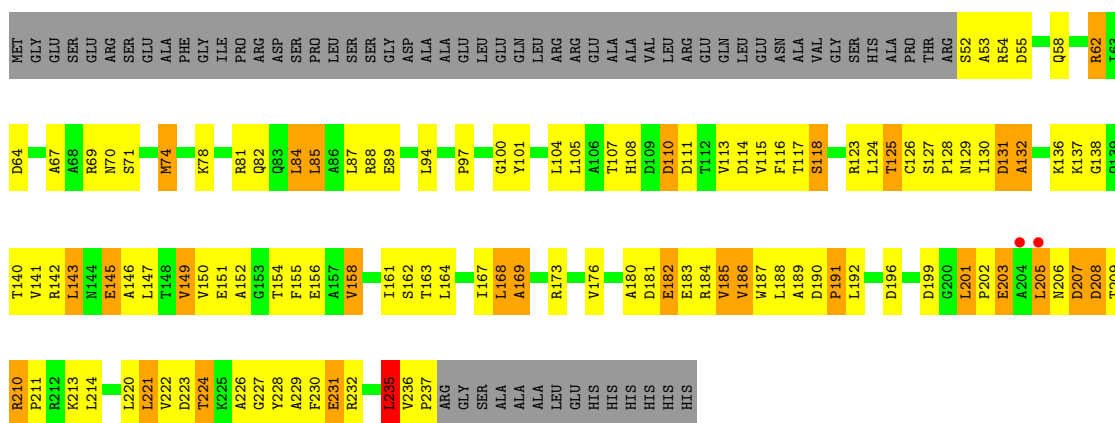 MET GLY GLU SER GLU ARG SER GLU ALA PHE GLY ILE PRO ARG ASP SER PRO LEU SER SER GLY ASP ALA ALA GLU LEU GLU GLN LEU ARG ARG GLU ALA ALA VAL LEU ARG GLU GLN LEU GLU ASN ALA VAL GLY SER HIS ALA PRO THR ARG S52 A53 R54 D55 Q58 R62 I63
D64 A67 A68 R69 N70 S71 M74 K78 R81 Q82 Q83 L84 L85 A86 L87 R88 E89 L94 P97 G100 Y101 L104 L105 A106 T107 H108 D109 D110 D111 T112 V113 D114 V115 F116 T117 S118 R123 L124 T125 C126 S127 P128 N129 I130 D131 A132 K136 K137 G138 D139
T140 V141 R142 L143 N144 E145 A146 L147 T148 V149 V150 E151 A152 G153 T154 F155 E156 A157 V158 I161 S162 T163 L164 I167 L168 A169 R173 V176 A180 D181 E182 E183 R184 V185 V186 W187 L188 A189 D190 P191 L192 D196 D199 G200 L201 P202 E203 A204 L205 N206 D207 D208 T209
R210 P211 R212 K213 L214 L220 L221 V222 D223 T224 K225 A226 G227 Y228 A229 F230 E231 R232 L235 V236 P237 ARG GLY SER ALA ALA ALA LEU GLU HIS HIS HIS HIS HIS HIS